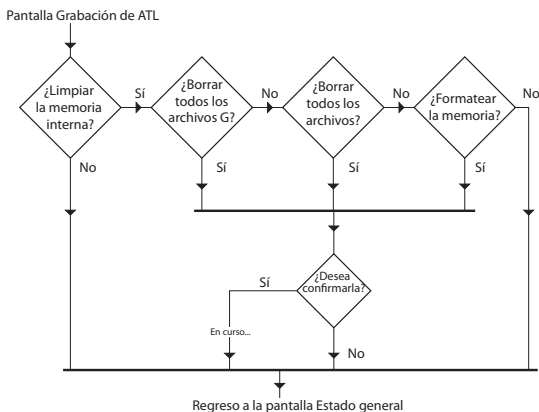 Pantalla Grabación de ATL
¿Limpiar
la memoria
interna?
Sí
¿Borrar
todos los
archivos G?
No
¿Borrar
todos los
archivos?
No
¿Formatear
la memoria?
No
No
Sí
Sí
Sí
¿Desea
confirmarla?
Sí
En curso...
No
Regreso a la pantalla Estado general